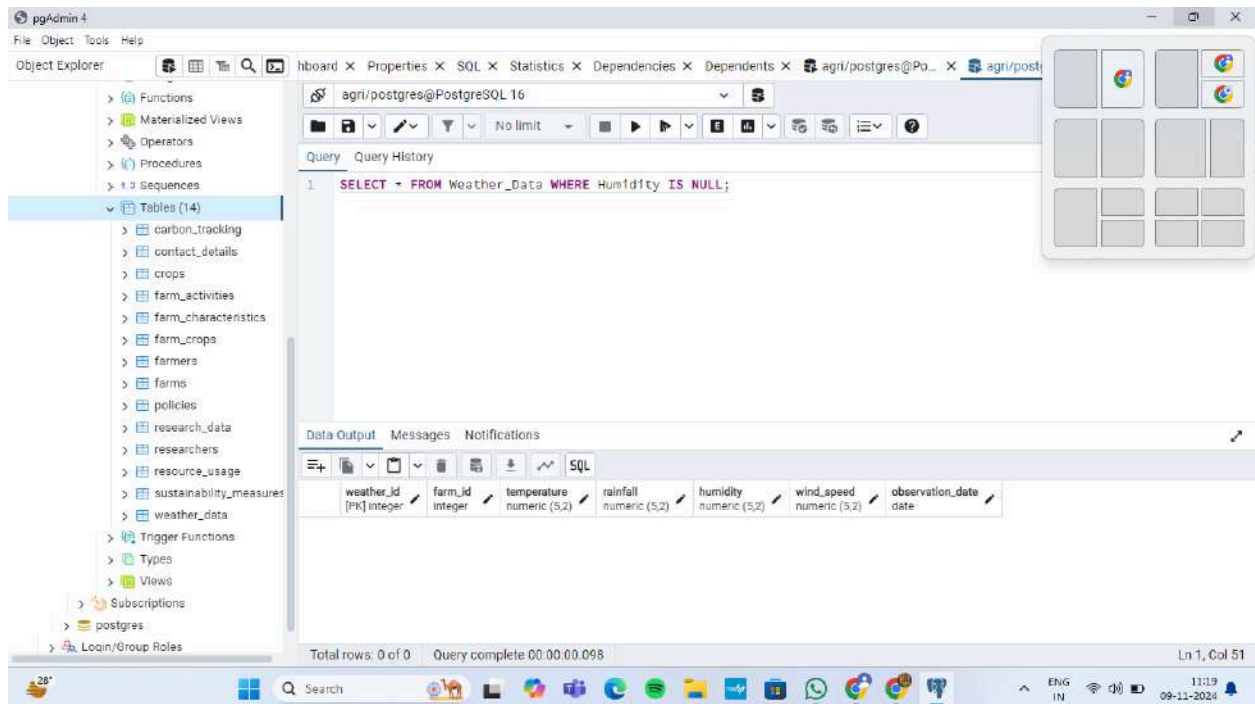 pgAdmin 4
File Object Tools Help
Object Explorer
hboard Properties SQL Statistics Dependencies Dependents agri/postgres@Po... agri/postg
Functions
Materialized Views
Operators
Procedures
1..3 Sequences
Tables (14)
carbon_tracking
contact_details
crops
farm_activities
farm_characteristics
farm_crops
farmers
farms
policies
research_data
researchers
resource_usage
sustainability_measures
weather_data
Trigger Functions
Types
Views
Subscriptions
postgres
Login/Group Roles
agri/postgres@PostgreSQL 16
No limit
Query Query History
1 SELECT * FROM Weather_Data WHERE Humidity IS NULL;
Data Output Messages Notifications
SQL
weather_id farm_id temperature rainfall humidity wind_speed observation_date
[PK] integer integer numeric (5,2) numeric (5,2) numeric (5,2) numeric (5,2) date
Total rows: 0 of 0 Query complete 00:00:00.098 Ln 1, Col 51
28°
Search
ENG
IN
11:19
09-11-2024